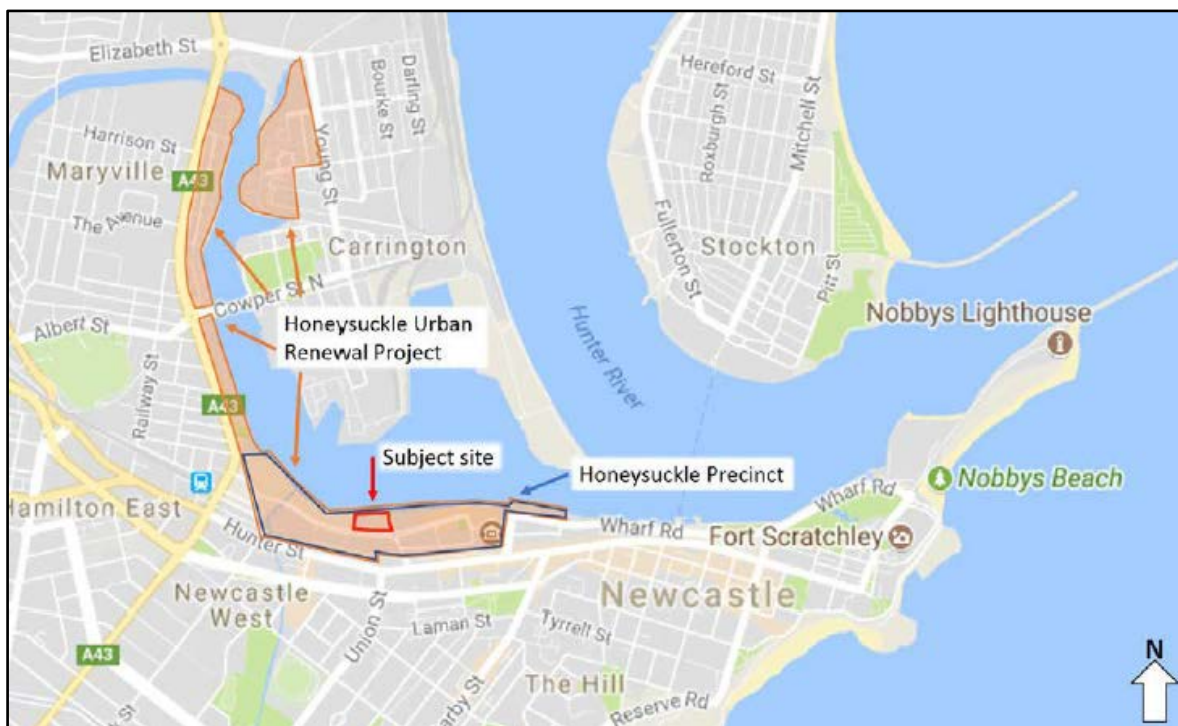 Elizabeth St
Bourke St
Darling St
Hereford St
Harrison St
Maryville
A43
Young St
Roxburgh St
Mitchell St
The Avenue
Carrington
Fullerton St
Stockton
Pitt St
Cowper St N
Albert St
Honeysuckle Urban
Renewal Project
Hunter River
Nobbys Lighthouse
Railway St
A43
Subject site
Honeysuckle Precinct
Nobbys Beach
Hamilton East
Wharf Rd
Wharf Rd
Fort Scratchley
Hunter St
Newcastle
West
Newcastle
Union St
Laman St
Tyrrell St
A43
The Hill
Reserve Rd
N